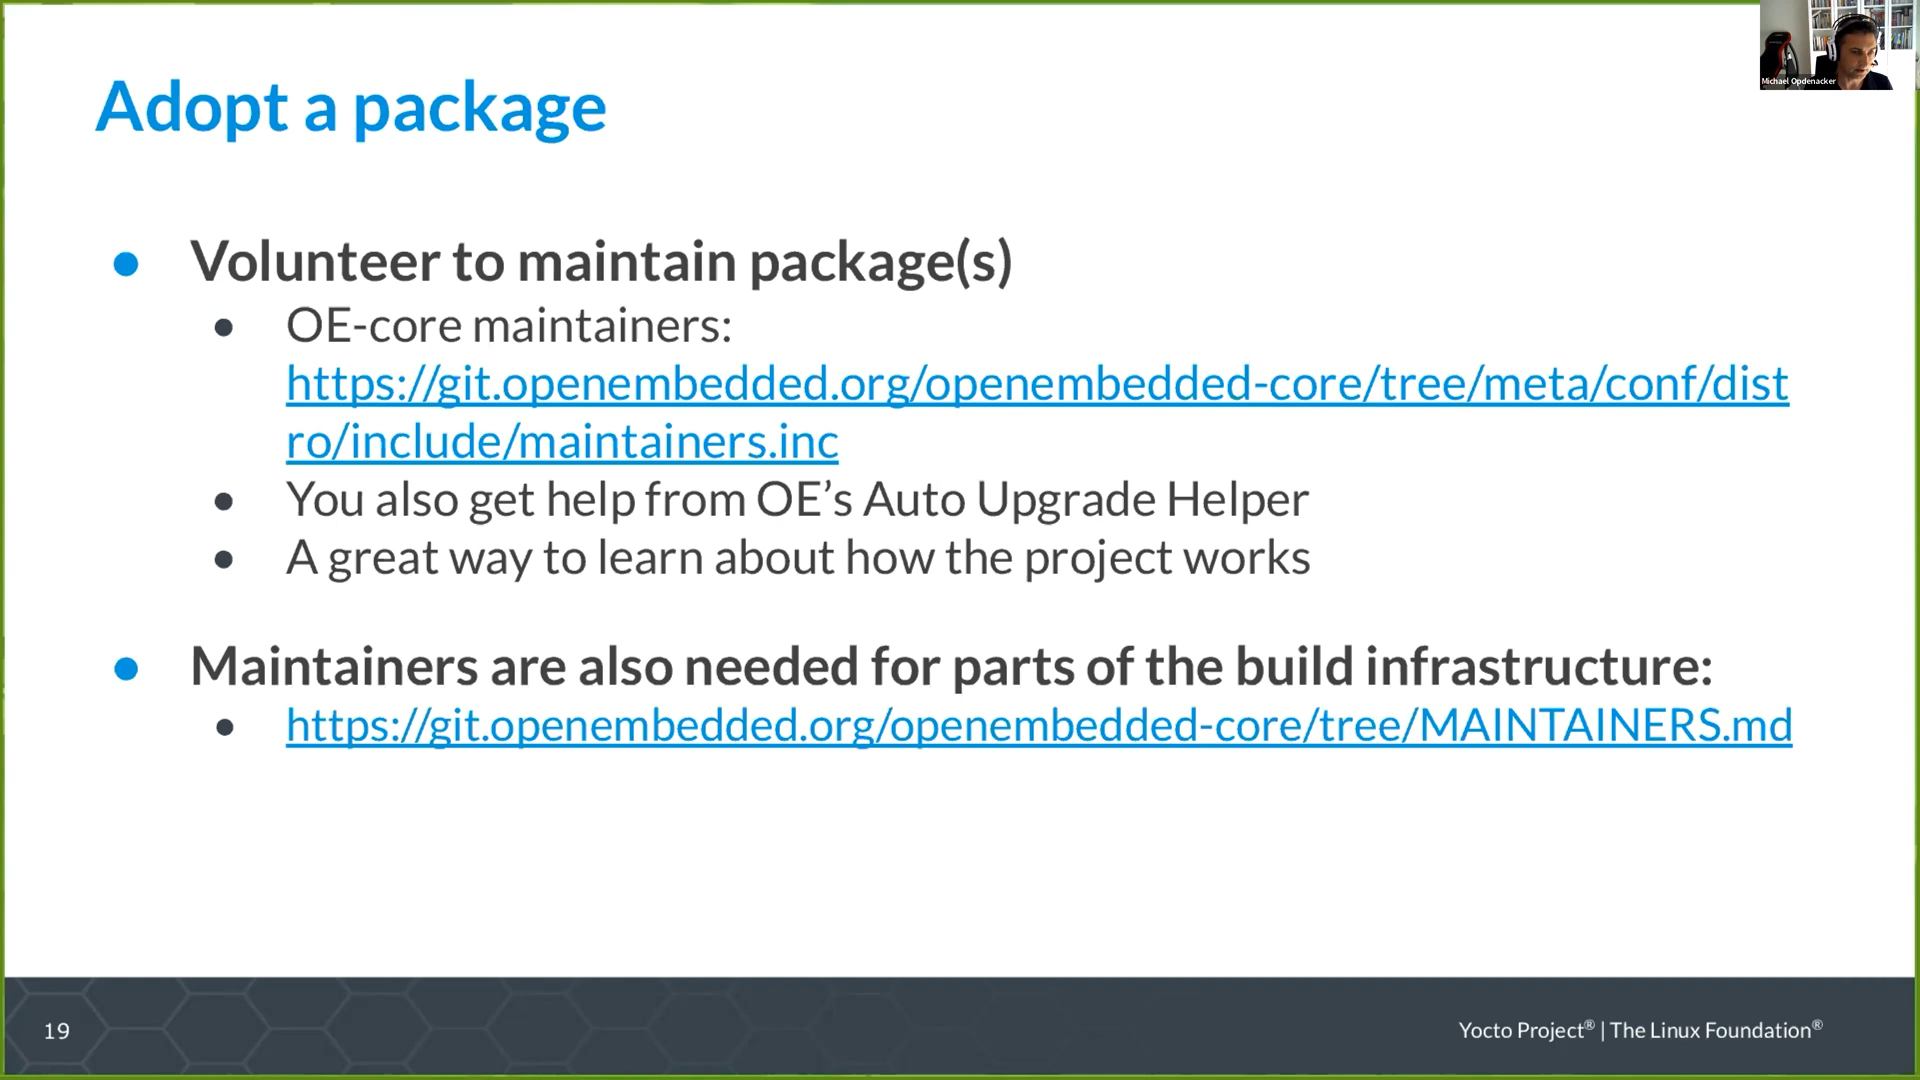 Michael Opdenacker
Adopt a package
● Volunteer to maintain package(s)
● OE-core maintainers:
https://git.openembedded.org/openembedded-core/tree/meta/conf/dist
ro/include/maintainers.inc
● You also get help from OE’s Auto Upgrade Helper
● A great way to learn about how the project works
● Maintainers are also needed for parts of the build infrastructure:
● https://git.openembedded.org/openembedded-core/tree/MAINTAINERS.md
19
Yocto Project® | The Linux Foundation®